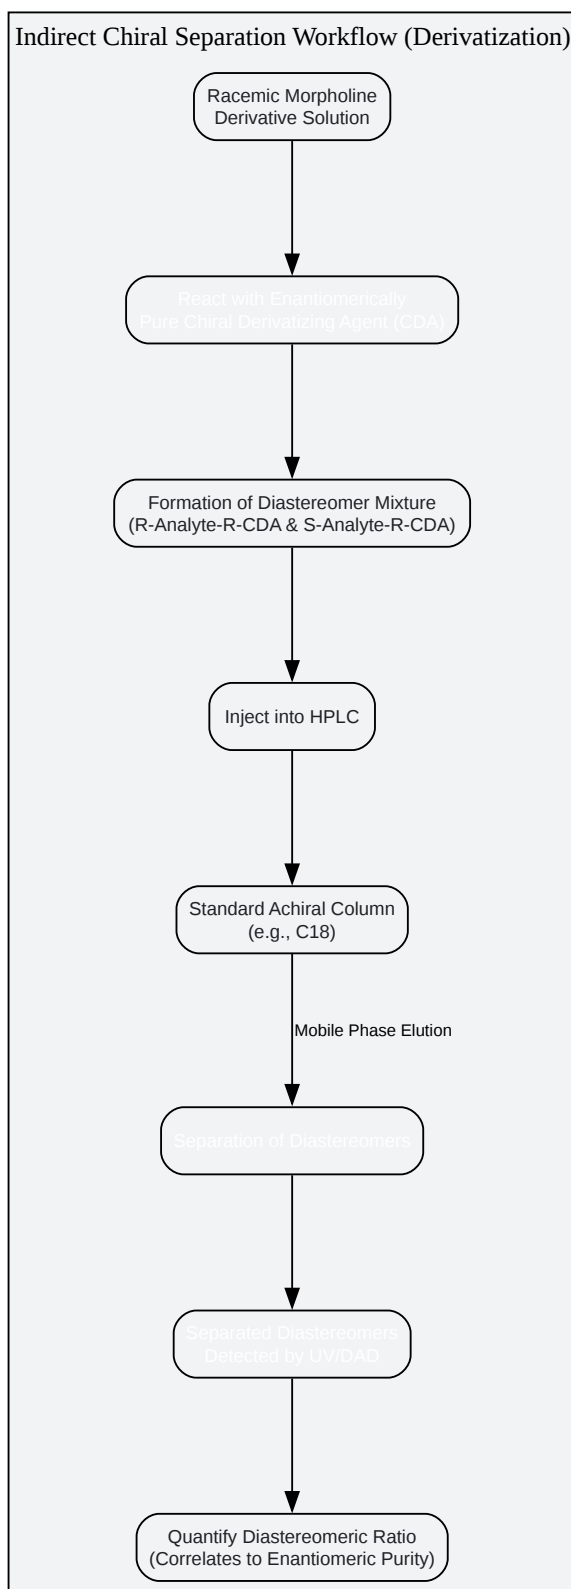 Indirect Chiral Separation Workflow (Derivatization)
Racemic Morpholine
Derivative Solution
React with Enantiomerically
Pure Chiral Derivatizing Agent (CDA)
Formation of Diastereomer Mixture
(R-Analyte-R-CDA & S-Analyte-R-CDA)
Inject into HPLC
Standard Achiral Column
(e.g., C18)
Mobile Phase Elution
Separation of Diastereomers
Separated Diastereomers
Detected by UV/DAD
Quantify Diastereomeric Ratio
(Correlates to Enantiomeric Purity)